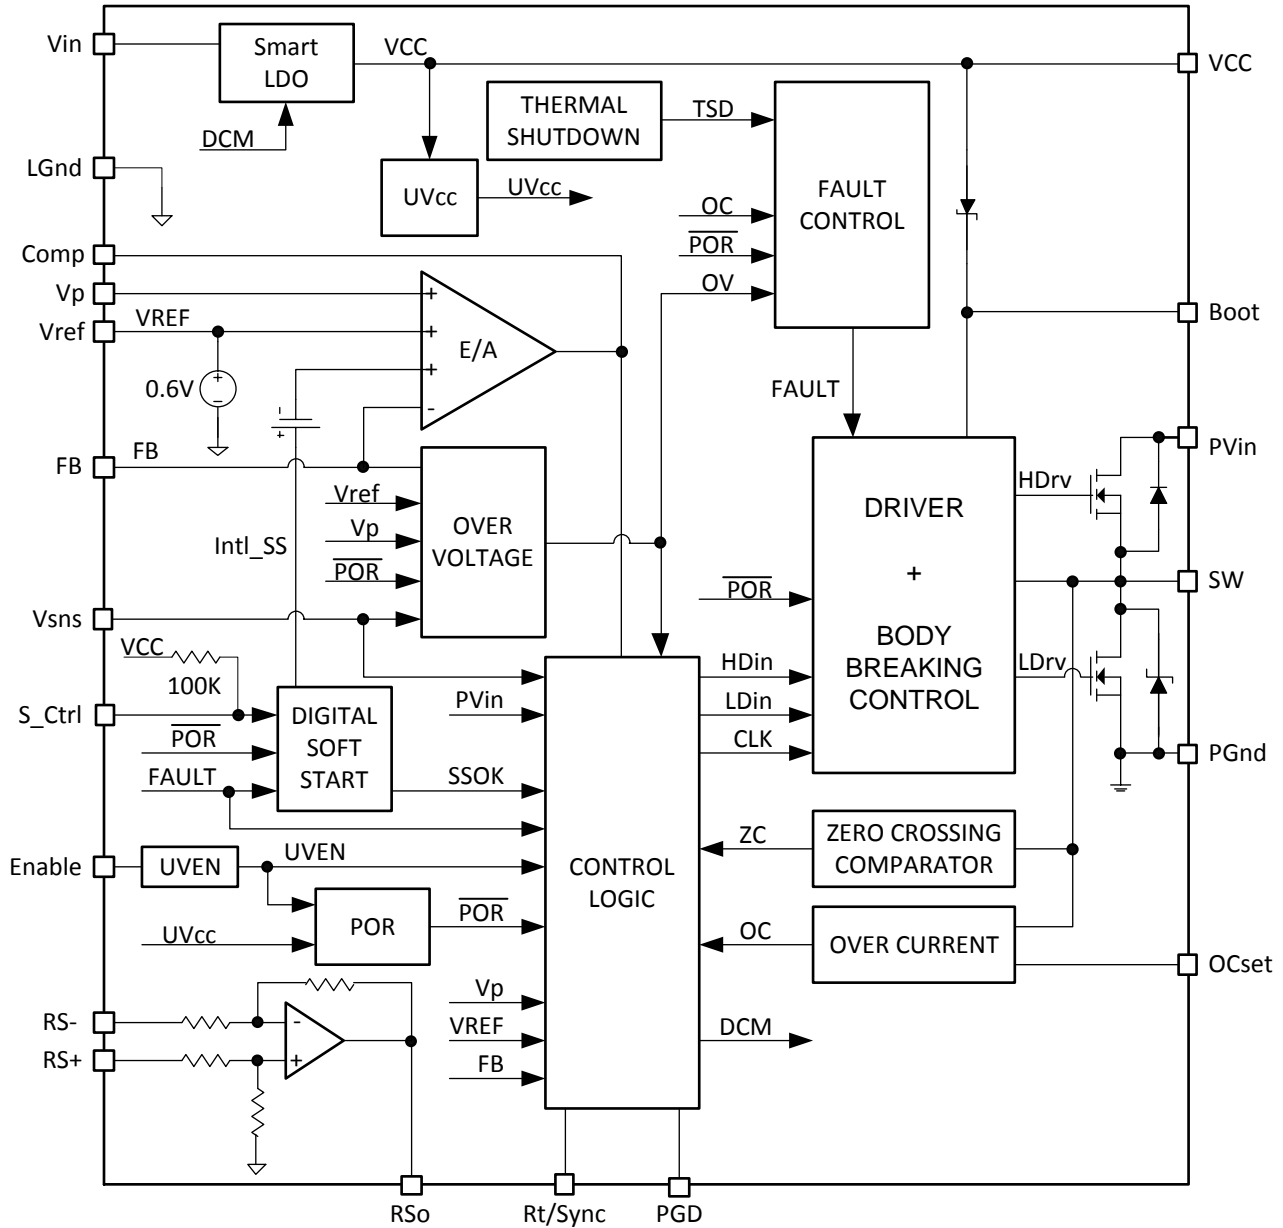 Vin
Smart
LDO
VCC
VCC
DCM
THERMAL
SHUTDOWN
TSD
LGnd
UVcc
UVcc
FAULT
CONTROL
OC
POR
OV
Comp
Vp
Vref
VREF
+
+
+
-
E/A
0.6V
+
-
-
+
Boot
FAULT
FB
FB
Vref
Vp
POR
OVER
VOLTAGE
Intl_SS
DRIVER
+
BODY
BREAKING
CONTROL
HDrv
PVin
POR
SW
Vsns
VCC
100K
LDrv
HDin
LDin
CLK
PVin
S_Ctrl
DIGITAL
SOFT
START
POR
FAULT
SSOK
PGnd
Enable
UVEN
UVEN
CONTROL
LOGIC
ZC
ZERO CROSSING
COMPARATOR
POR
POR
UVcc
OC
OVER CURRENT
OCset
RS-
-
RS+
+
Vp
VREF
FB
DCM
RSo
Rt/Sync
PGD